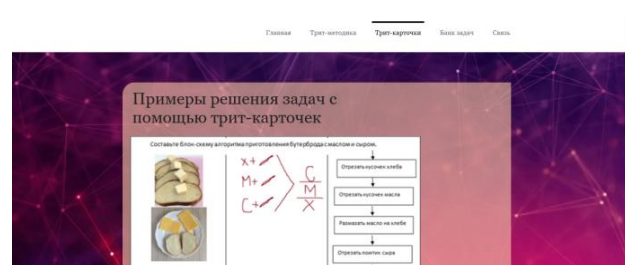 Главная Трит-методика Трит-карточки Банк задач Связь
Примеры решения задач с
помощью трит-карточек
Составьте блок-схему алгоритма приготовления бутерброда с маслом и сыром.
Х+
М+
С+
С
М
Х
Отрезать кусочек хлеба
Отрезать кусочек масла
Размазать масло на хлебе
Отрезать ломтик сыра